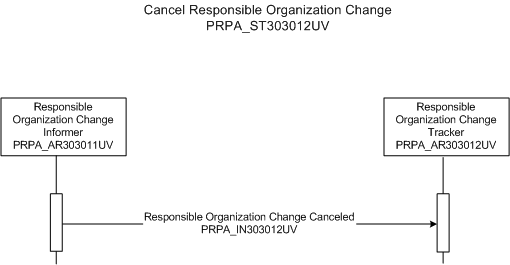 Cancel Responsible Organization Change
PRPA_ST303012UV
Responsible
Organization Change
Informer
PRPA_AR303011UV
Responsible
Organization Change
Tracker
PRPA_AR303012UV
Responsible Organization Change Canceled
PRPA_IN303012UV